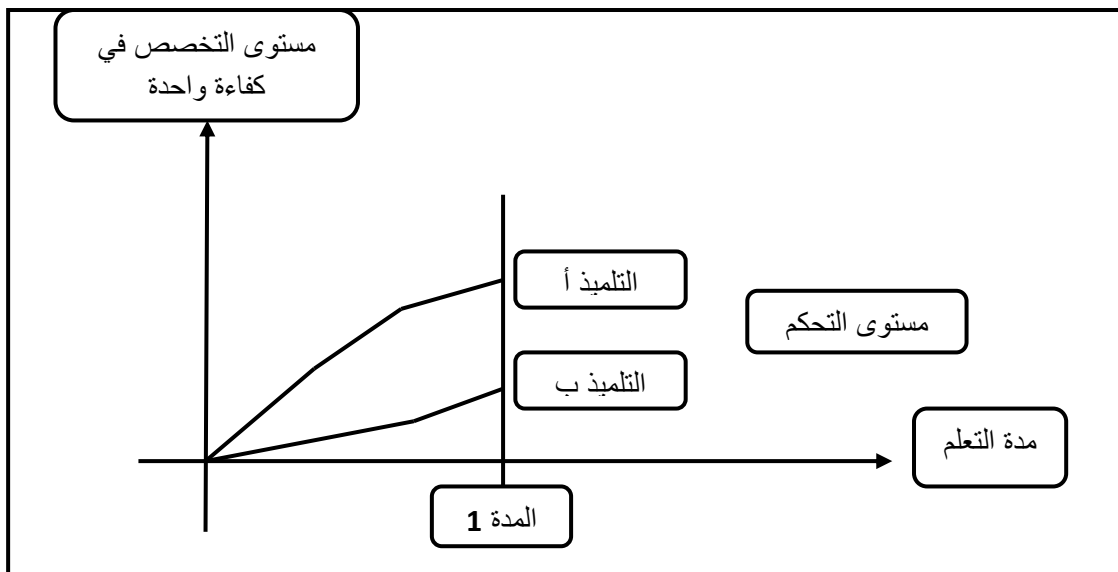 مستوى التخصص في
كفاءة واحدة
التلميذ أ
مستوى التحكم
التلميذ ب
مدة التعلم
المدة 1